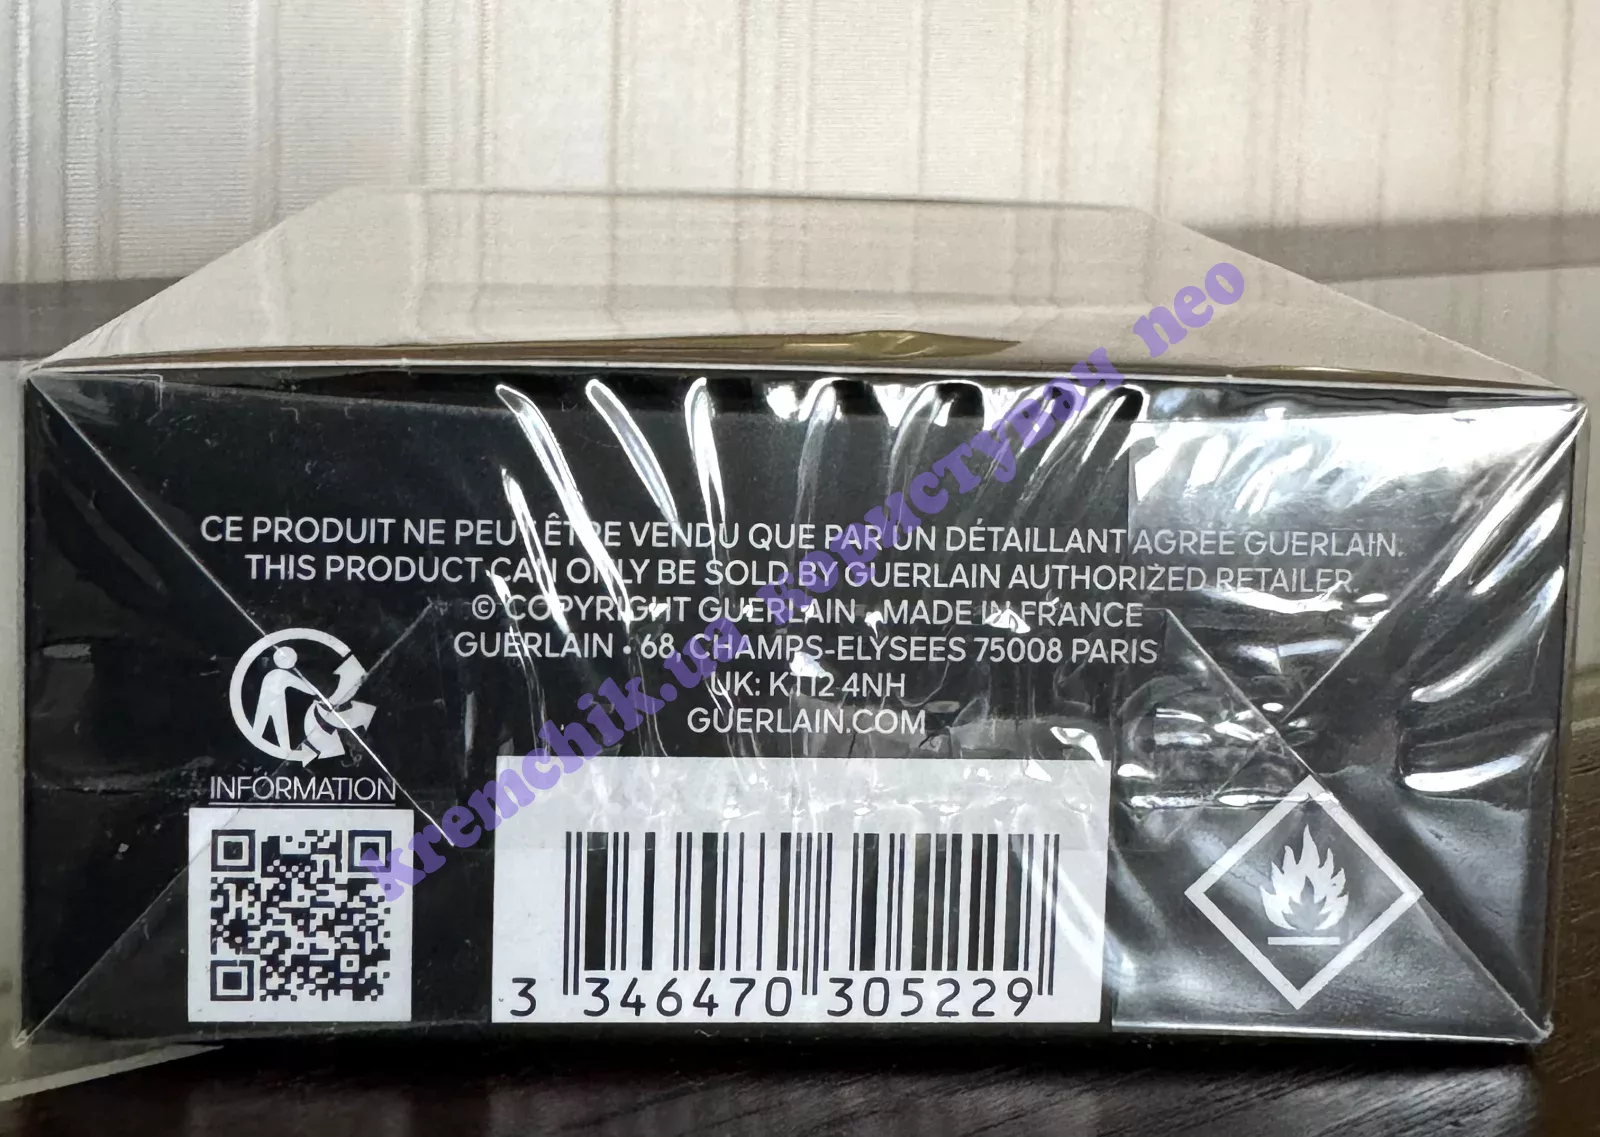 CE PRODUIT NE PEUT ÊTRE VENDU QUE PAR UN DÉTAILLANT AGRÉÉ GUERLAIN.
THIS PRODUCT CAN ONLY BE SOLD BY GUERLAIN AUTHORIZED RETAILER.
© COPYRIGHT GUERLAIN • MADE IN FRANCE
GUERLAIN • 68, CHAMPS-ELYSEES 75008 PARIS
UK: KT12 4NH
GUERLAIN.COM
INFORMATION
3 346470 305229
kremchik.ua користувач neo